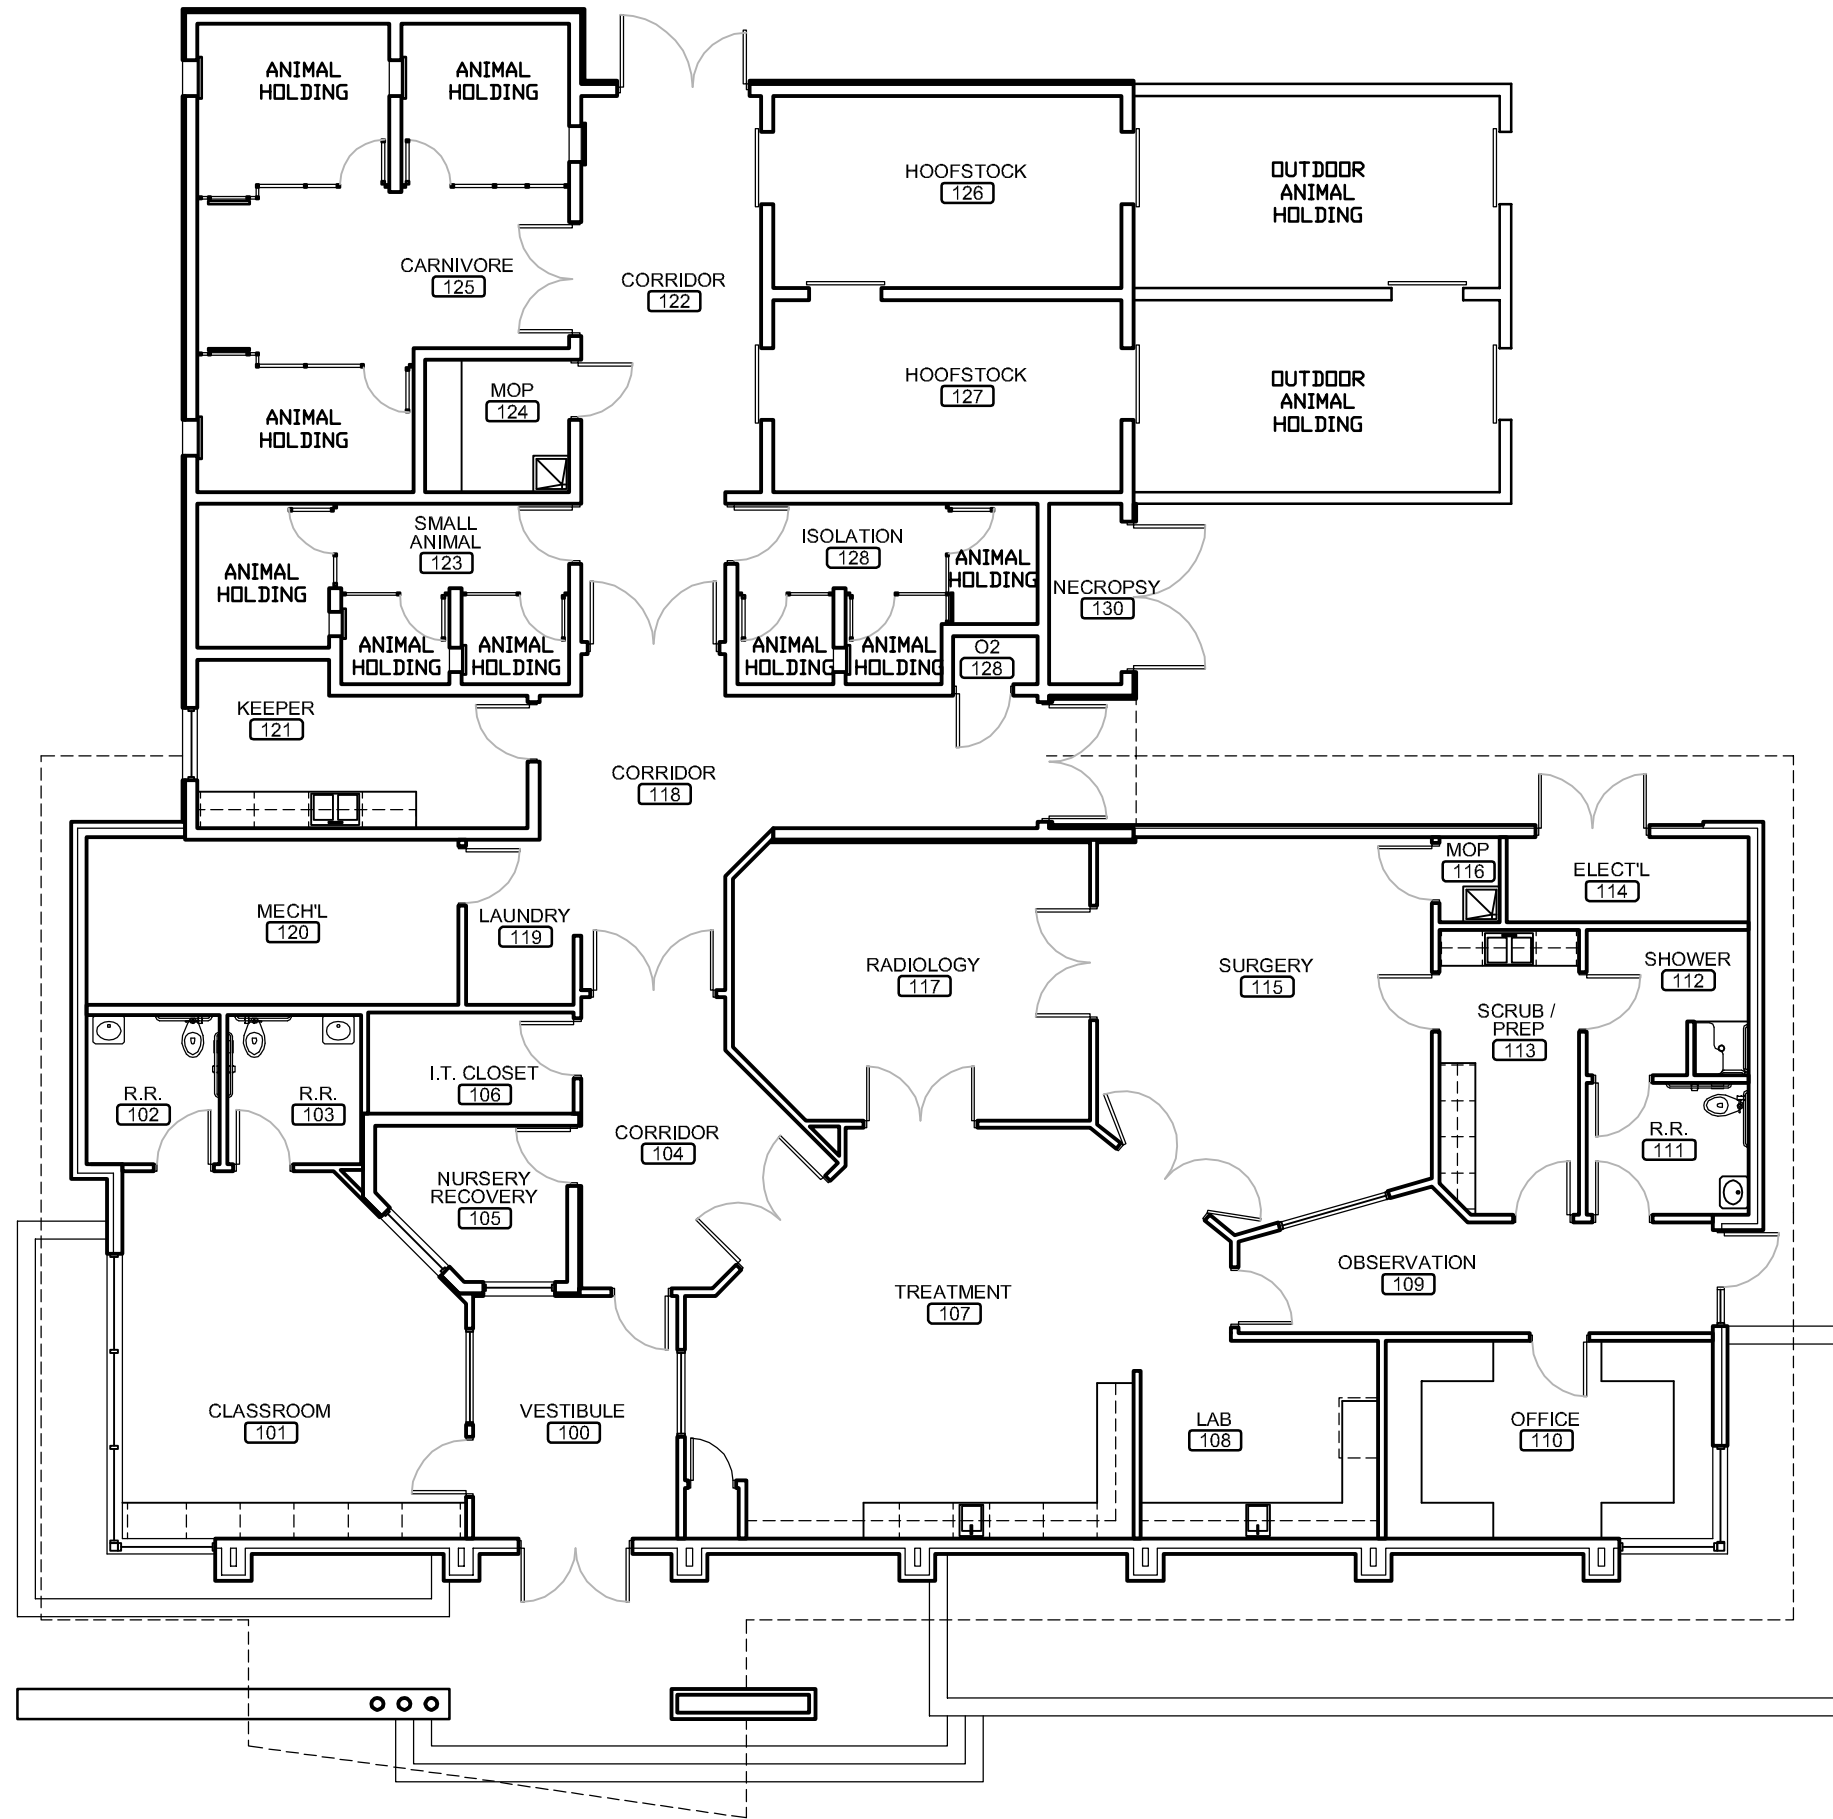 ANIMAL
HOLDING
ANIMAL
HOLDING
HOOFSTOCK
126
OUTDOOR
ANIMAL
HOLDING
CARNIVORE
125
CORRIDOR
122
HOOFSTOCK
127
OUTDOOR
ANIMAL
HOLDING
MOP
124
ANIMAL
HOLDING
SMALL
ANIMAL
123
ISOLATION
128
ANIMAL
HOLDING
ANIMAL
HOLDING
NECROPSY
130
ANIMAL
HOLDING
ANIMAL
HOLDING
ANIMAL
HOLDING
ANIMAL
HOLDING
O2
128
KEEPER
121
CORRIDOR
118
MOP
116
ELECT'L
114
MECH'L
120
LAUNDRY
119
RADIOLOGY
117
SURGERY
115
SHOWER
112
SCRUB /
PREP
113
I.T. CLOSET
106
R.R.
102
R.R.
103
CORRIDOR
104
R.R.
111
NURSERY
RECOVERY
105
OBSERVATION
109
TREATMENT
107
CLASSROOM
101
VESTIBULE
100
LAB
108
OFFICE
110